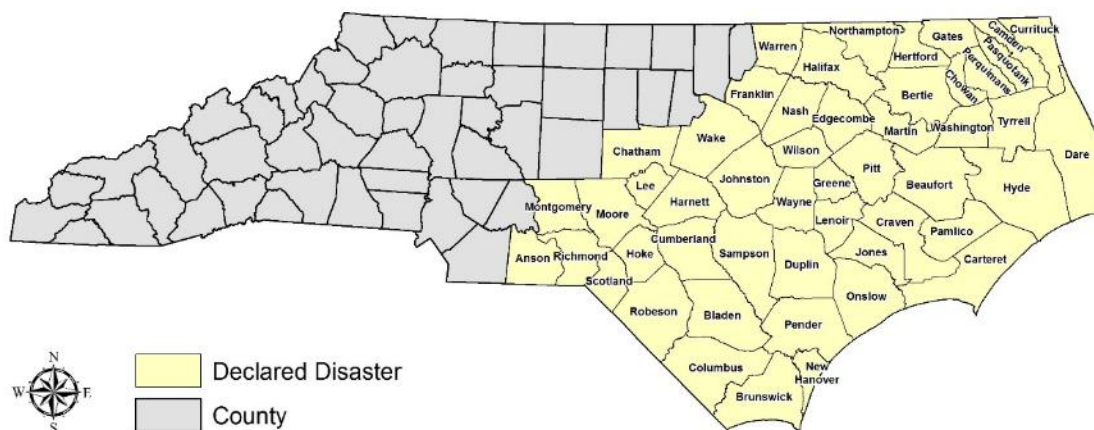 Northampton
Gates
Camden
Currituck
Warren
Hertford
Pasquotank
Halifax
Perquimans
Franklin
Chowan
Bertie
Nash
Edgecombe
Martin
Washington
Tyrrell
Wake
Wilson
Dare
Chatham
Pitt
Johnston
Greene
Beaufort
Hyde
Lee
Montgomery
Moore
Harnett
Wayne
Lenoir
Craven
Pamlico
Cumberland
Anson
Richmond
Hoke
Sampson
Duplin
Jones
Carteret
Scotland
Onslow
Robeson
Bladen
Pender
Columbus
New
Hanover
Brunswick
N
W
E
S
Declared Disaster
County